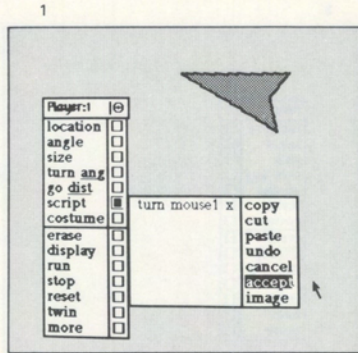 1
Player:1
location
angle
size
turn ang
go dist
script
costume
erase
display
run
stop
reset
twin
more
turn mouse1 x
copy
cut
paste
undo
cancel
accept
image